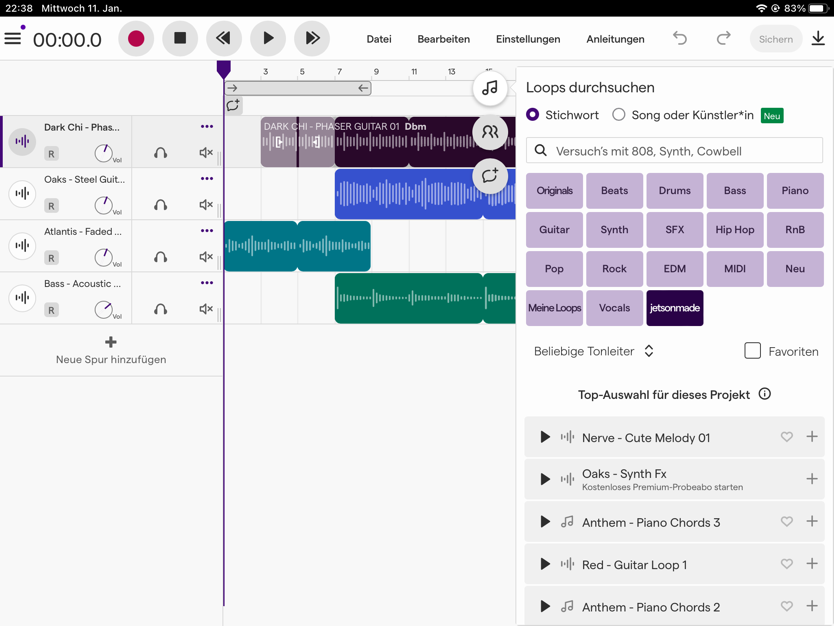 22:38 Mittwoch 11. Jan.
83%
00:00.0
Datei Bearbeiten Einstellungen Anleitungen Sichern
3 5 7 9 11 13
Dark Chi - Phas...
R Vol
DARK CHI - PHASER GUITAR 01 Dbm
Oaks - Steel Guit...
R Vol
Atlantis - Faded ...
R Vol
Bass - Acoustic ...
R Vol
Neue Spur hinzufügen
Loops durchsuchen
Stichwort Song oder Künstler*in Neu
Versuch's mit 808, Synth, Cowbell
Originals Beats Drums Bass Piano
Guitar Synth SFX Hip Hop RnB
Pop Rock EDM MIDI Neu
Meine Loops Vocals jetsonmade
Beliebige Tonleiter Favoriten
Top-Auswahl für dieses Projekt
Nerve - Cute Melody 01
Oaks - Synth Fx
Kostenloses Premium-Probeabo starten
Anthem - Piano Chords 3
Red - Guitar Loop 1
Anthem - Piano Chords 2